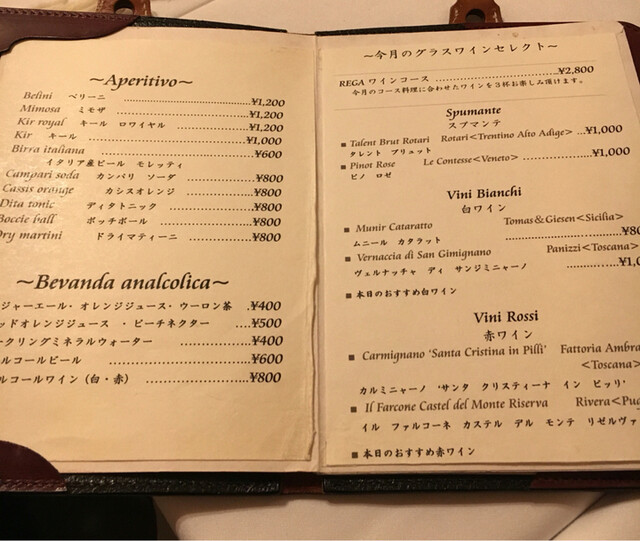 ~Aperitivo~
Belini ベリーニ ¥1,200
Mimosa ミモザ ¥1,200
Kir royal キール ロワイヤル ¥1,200
Kir キール ¥1,000
Birra italiana ¥600
イタリア産ビール モレッティ
Campari soda カンパリ ソーダ ¥800
Cassis orange カシスオレンジ ¥800
Dita tonic ディタトニック ¥800
Boccie ball ボッチボール ¥800
Dry martini ドライマティーニ ¥800
~Bevanda analcolica~
ジャーエール・オレンジジュース・ウーロン茶 ¥400
ッドオレンジジュース ・ピーチネクター ¥500
ークリングミネラルウォーター ¥400
ルコールビール ¥600
ルコールワイン (白・赤) ¥800
~今月のグラスワインセレクト~
REGA ワインコース ¥2,800
今月のコース料理に合わせたワインを3杯お楽しみ頂けます。
Spumante
スプマンテ
■ Talent Brut Rotari Rotari<Trentino Alto Adige> ¥1,000
タレント ブリュット
■ Pinot Rose Le Contesse<Veneto> ¥1,000
ピノ ロゼ
Vini Bianchi
白ワイン
■ Munir Cataratto Tomas&Giesen<Sicilia>
ムニール カタラット ¥80
■ Vernaccia di San Gimignano Panizzi<Toscana>
ヴェルナッチャ ディ サンジミニャーノ ¥1,0
■ 本日のおすすめ白ワイン
Vini Rossi
赤ワイン
■ Carmignano 'Santa Cristina in Pilli' Fattoria Ambra
<Toscana>
カルミニャーノ ・サンタ クリスティーナ イン ピッリ'
■ Il Farcone Castel del Monte Riserva Rivera<Pug
イル ファルコーネ カステル デル モンテ リゼルヴァ
■ 本日のおすすめ赤ワイン